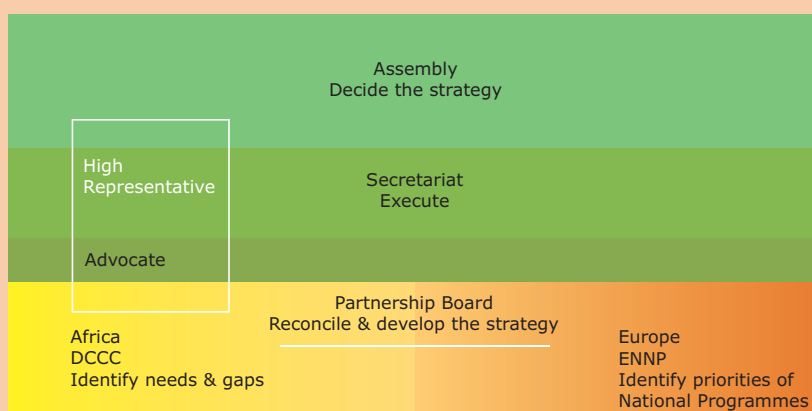 Assembly
Decide the strategy
High
Representative
Secretariat
Execute
Advocate
Partnership Board
Reconcile & develop the strategy
Africa
DCCC
Identify needs & gaps
Europe
ENNP
Identify priorities of
National Programmes